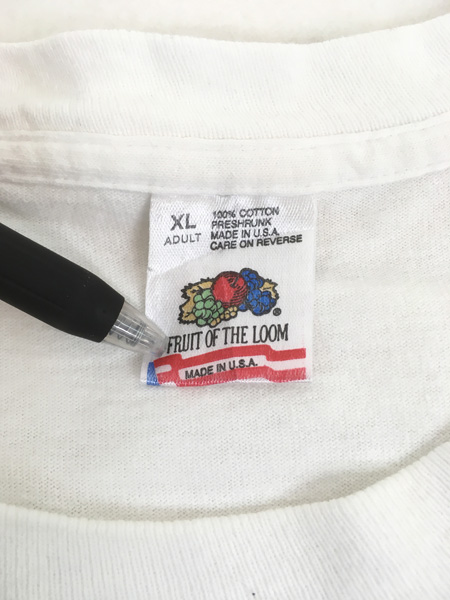 XL
ADULT
100% COTTON
PRESHRUNK
MADE IN U.S.A.
CARE ON REVERSE
®
FRUIT OF THE LOOM
MADE IN U.S.A.